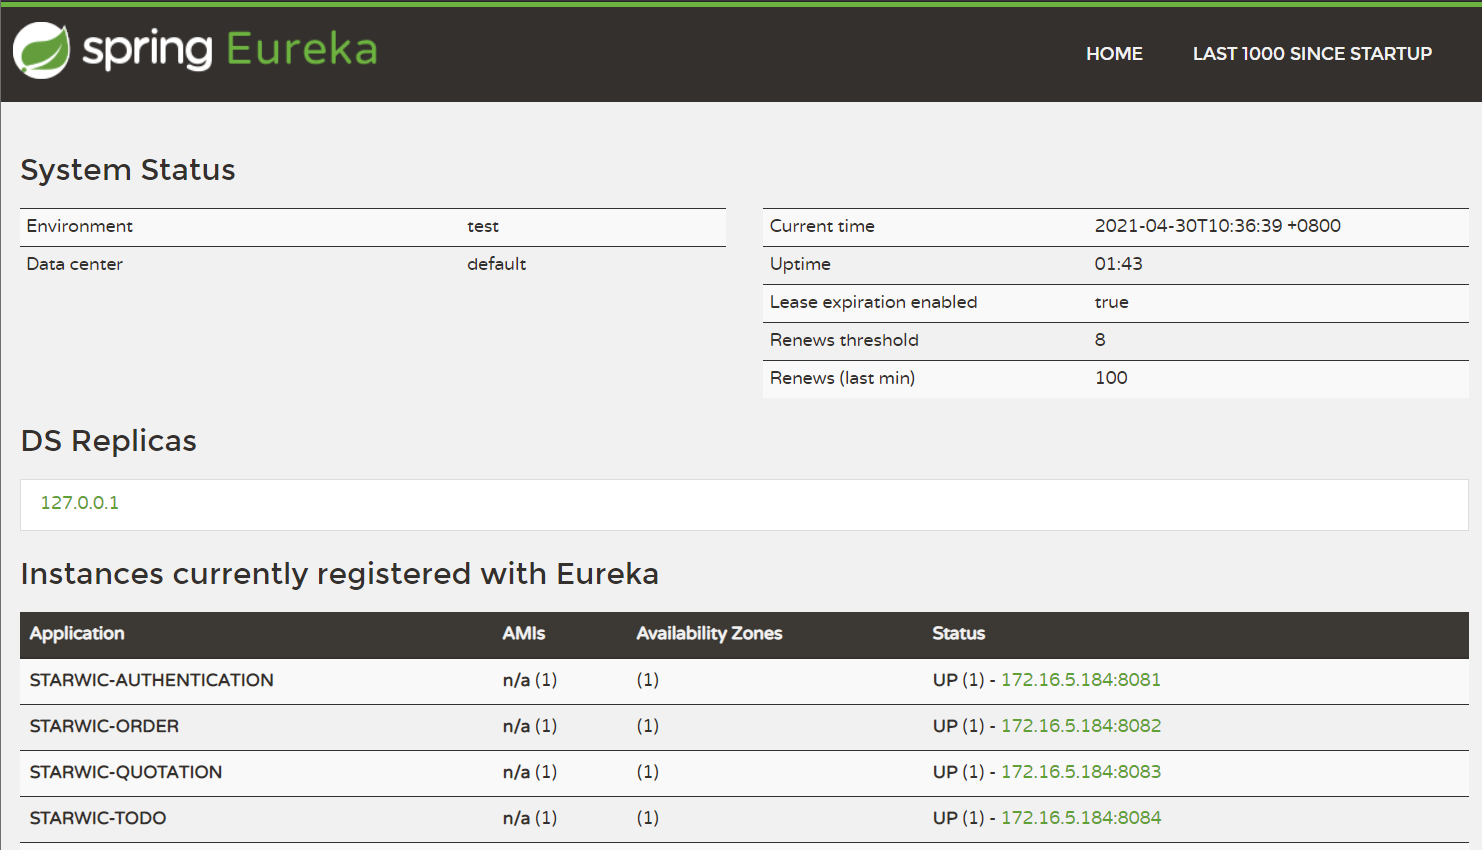 spring Eureka
HOME LAST 1000 SINCE STARTUP
System Status
Environment test
Data center default
Current time 2021-04-30T10:36:39 +0800
Uptime 01:43
Lease expiration enabled true
Renews threshold 8
Renews (last min) 100
DS Replicas
127.0.0.1
Instances currently registered with Eureka
Application AMIs Availability Zones Status
STARWIC-AUTHENTICATION n/a (1) (1) UP (1) - 172.16.5.184:8081
STARWIC-ORDER n/a (1) (1) UP (1) - 172.16.5.184:8082
STARWIC-QUOTATION n/a (1) (1) UP (1) - 172.16.5.184:8083
STARWIC-TODO n/a (1) (1) UP (1) - 172.16.5.184:8084